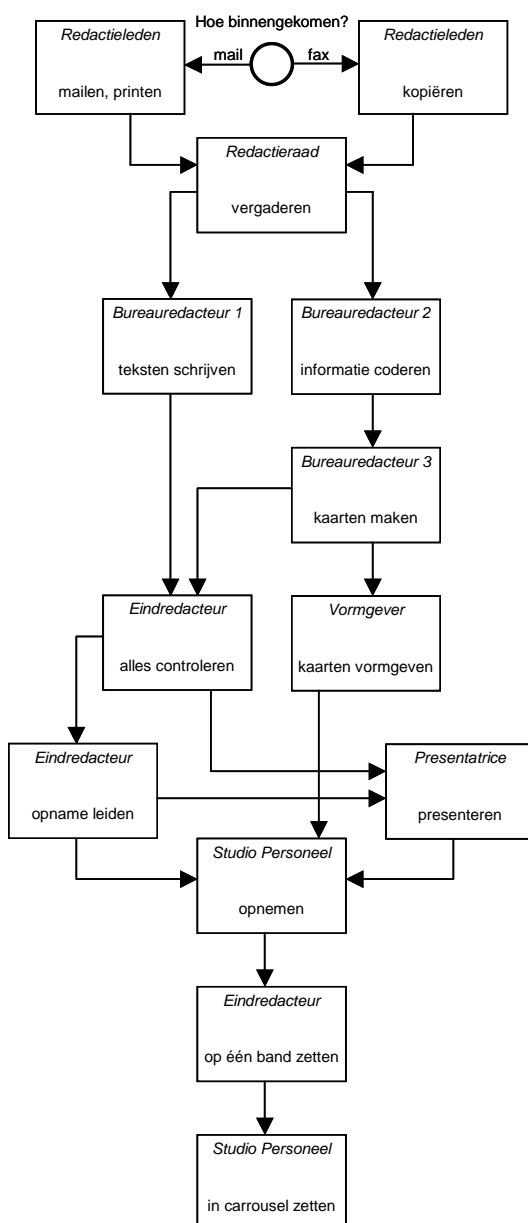 Hoe binnengekomen?
Redactieleden
mail
fax
Redactieleden
mailen, printen
kopiëren
Redactieraad
vergaderen
Bureauredacteur 1
teksten schrijven
Bureauredacteur 2
informatie coderen
Bureauredacteur 3
kaarten maken
Eindredacteur
alles controleren
Vormgever
kaarten vormgeven
Eindredacteur
opname leiden
Presentatrice
presenteren
Studio Personeel
opnemen
Eindredacteur
op één band zetten
Studio Personeel
in carrousel zetten